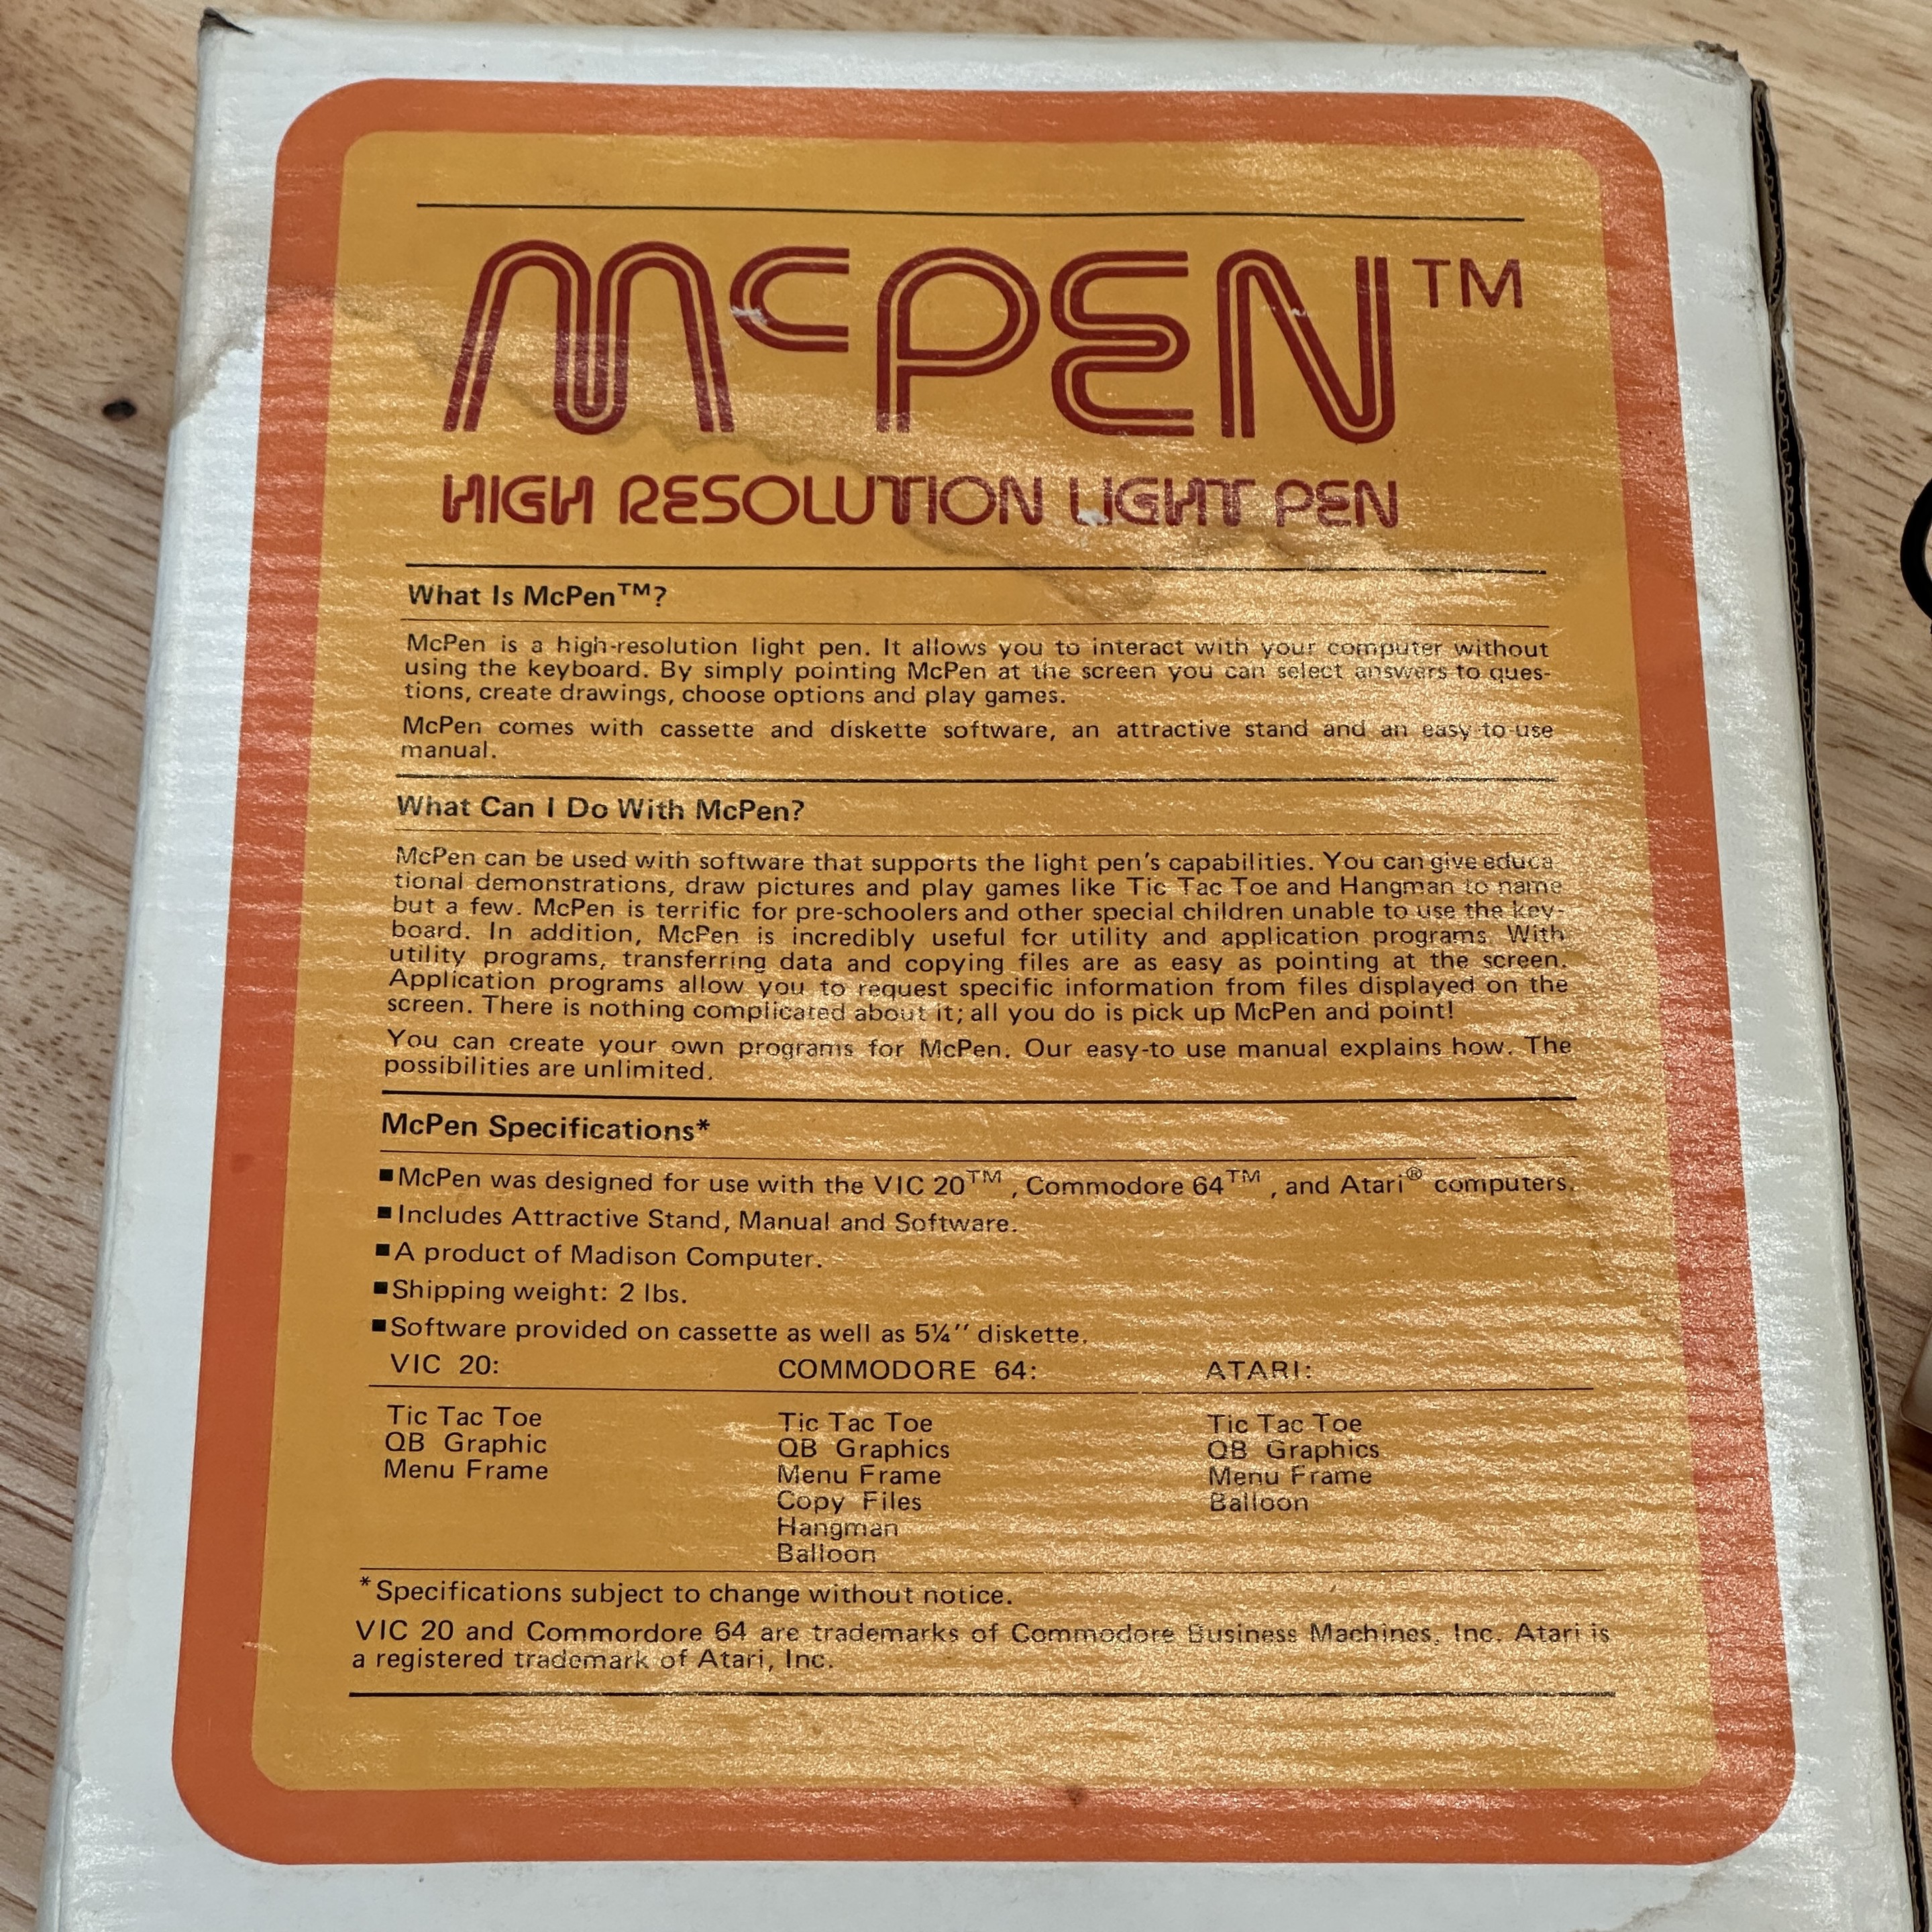 McPEN™
HIGH RESOLUTION LIGHT PEN
What Is McPen™?
McPen is a high-resolution light pen. It allows you to interact with your computer without
using the keyboard. By simply pointing McPen at the screen you can select answers to ques-
tions, create drawings, choose options and play games.
McPen comes with cassette and diskette software, an attractive stand and an easy-to-use
manual.
What Can I Do With McPen?
McPen can be used with software that supports the light pen's capabilities. You can give educa-
tional demonstrations, draw pictures and play games like Tic Tac Toe and Hangman to name
but a few. McPen is terrific for pre-schoolers and other special children unable to use the key-
board. In addition, McPen is incredibly useful for utility and application programs. With
utility programs, transferring data and copying files are as easy as pointing at the screen.
Application programs allow you to request specific information from files displayed on the
screen. There is nothing complicated about it; all you do is pick up McPen and point!
You can create your own programs for McPen. Our easy-to use manual explains how. The
possibilities are unlimited.
McPen Specifications*
■ McPen was designed for use with the VIC 20™, Commodore 64™, and Atari® computers.
■ Includes Attractive Stand, Manual and Software.
■ A product of Madison Computer.
■ Shipping weight: 2 lbs.
■ Software provided on cassette as well as 5¼″ diskette.
VIC 20: COMMODORE 64: ATARI:
Tic Tac Toe Tic Tac Toe Tic Tac Toe
QB Graphic QB Graphics QB Graphics
Menu Frame Menu Frame Menu Frame
Copy Files Balloon
Hangman
Balloon
*Specifications subject to change without notice.
VIC 20 and Commordore 64 are trademarks of Commodore Business Machines, Inc. Atari is
a registered trademark of Atari, Inc.